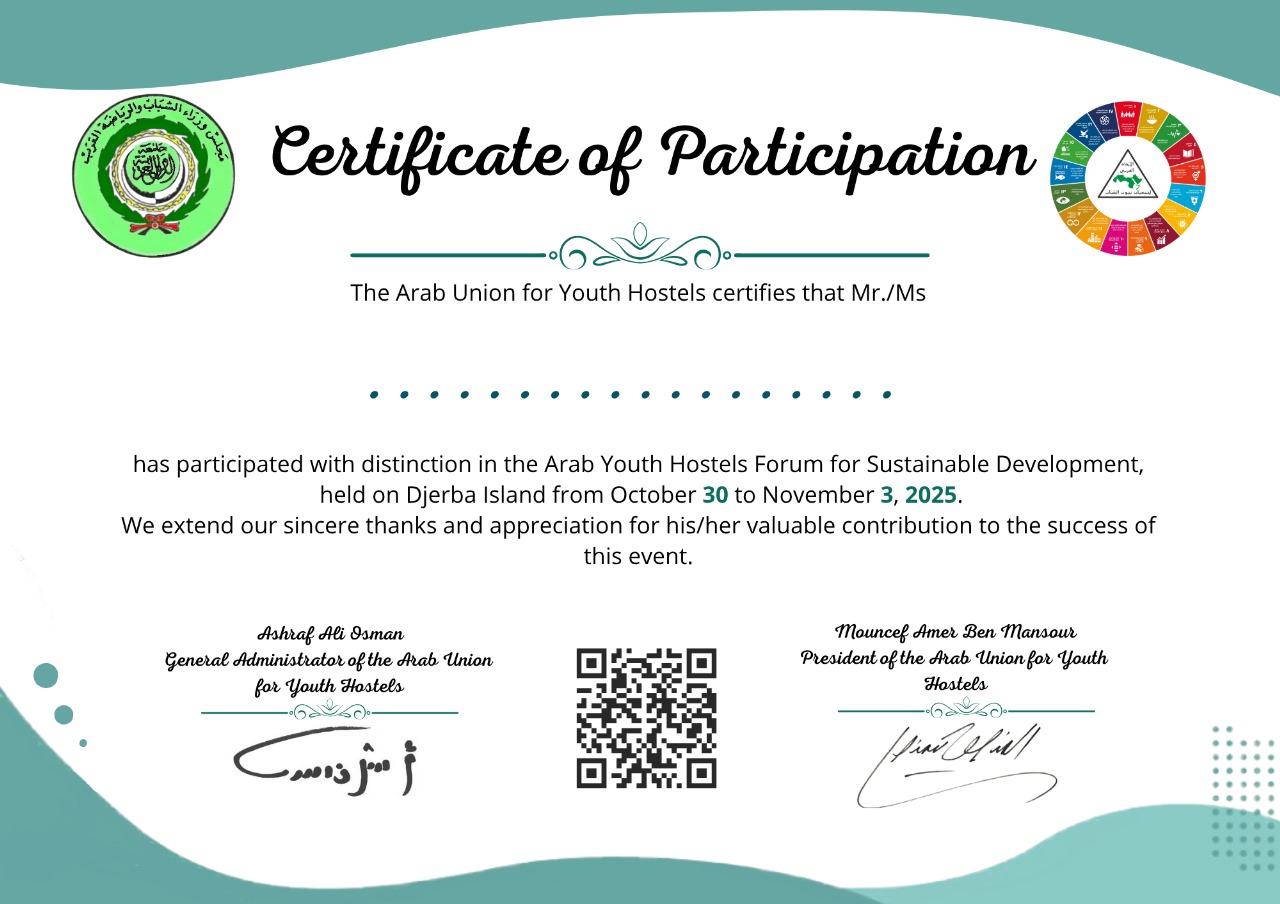 مجلس وزراء الشباب والرياضة العرب
جامعة
الدول العربية
Certificate of Participation
الإتحاد
العربي
لجمعيات بيوت الشباب
The Arab Union for Youth Hostels certifies that Mr./Ms
. . . . . . . . . . . . . . . . . .
has participated with distinction in the Arab Youth Hostels Forum for Sustainable Development,
held on Djerba Island from October 30 to November 3, 2025.
We extend our sincere thanks and appreciation for his/her valuable contribution to the success of
this event.
Ashraf Ali Osman
General Administrator of the Arab Union
for Youth Hostels
Mouncef Amer Ben Mansour
President of the Arab Union for Youth
Hostels